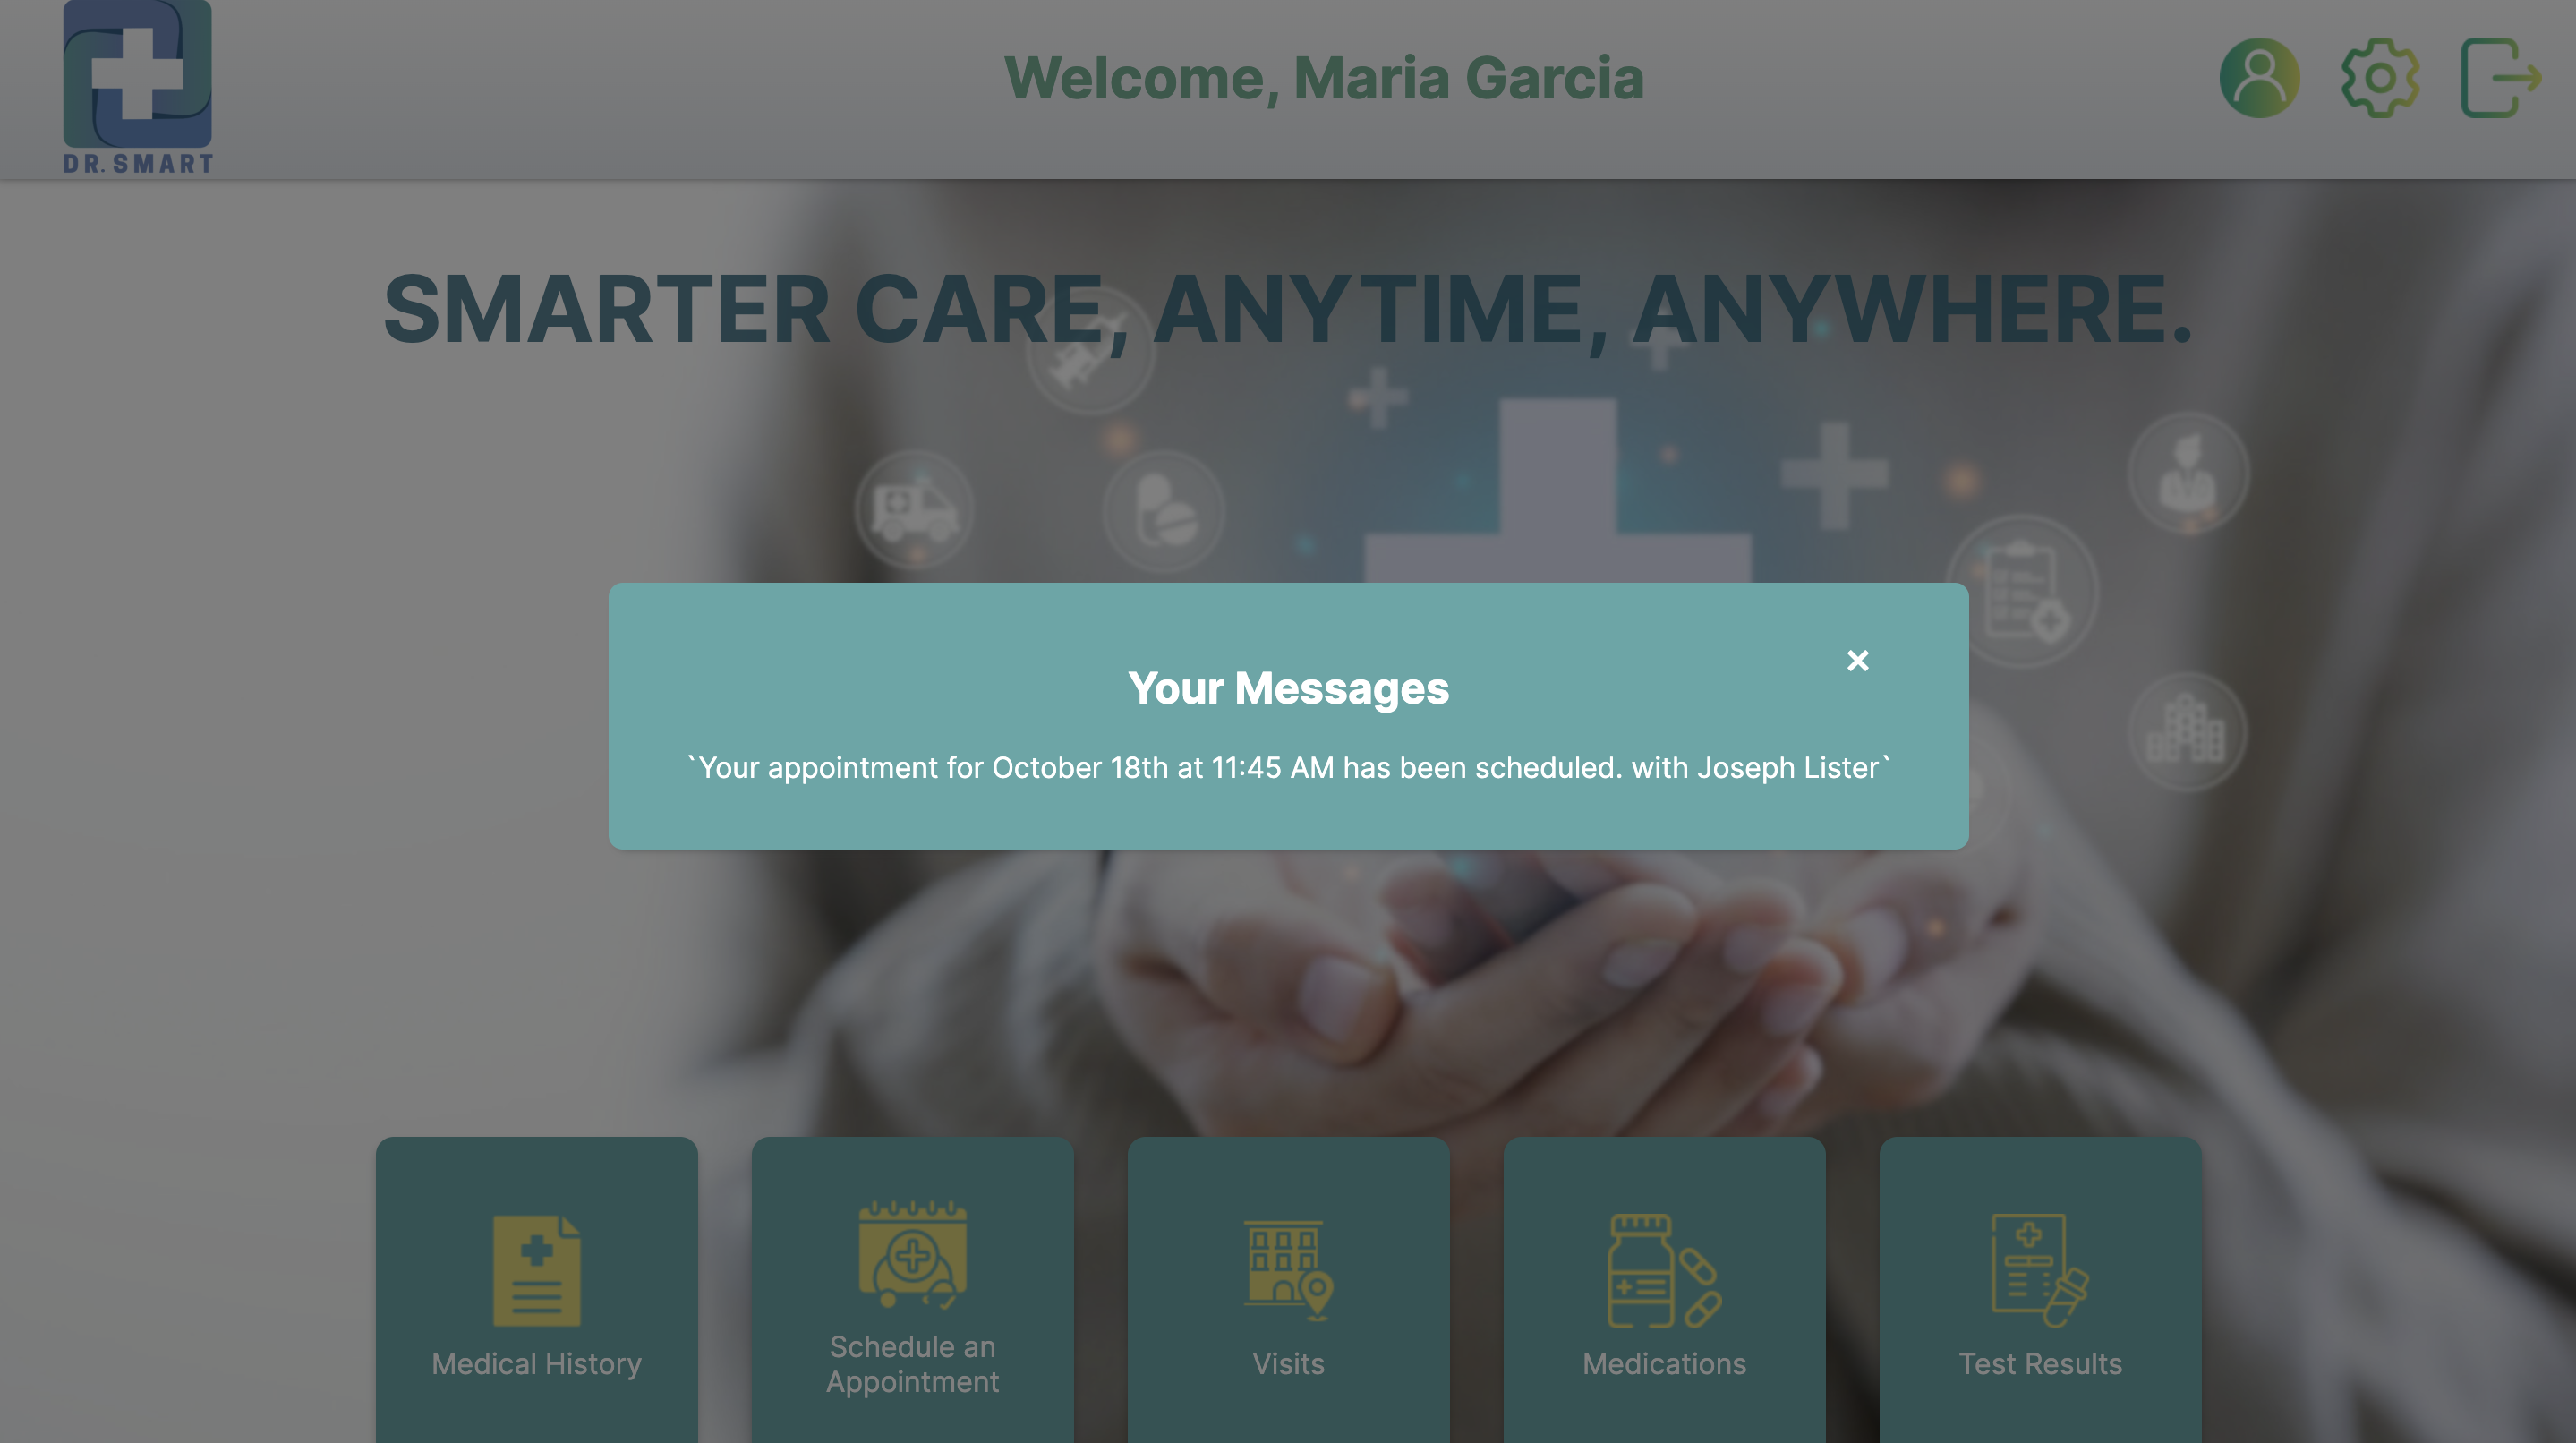 DR. SMART
Welcome, Maria Garcia
SMARTER CARE, ANYTIME, ANYWHERE.
×
Your Messages
`Your appointment for October 18th at 11:45 AM has been scheduled. with Joseph Lister`
Medical History
Schedule an
Appointment
Visits
Medications
Test Results